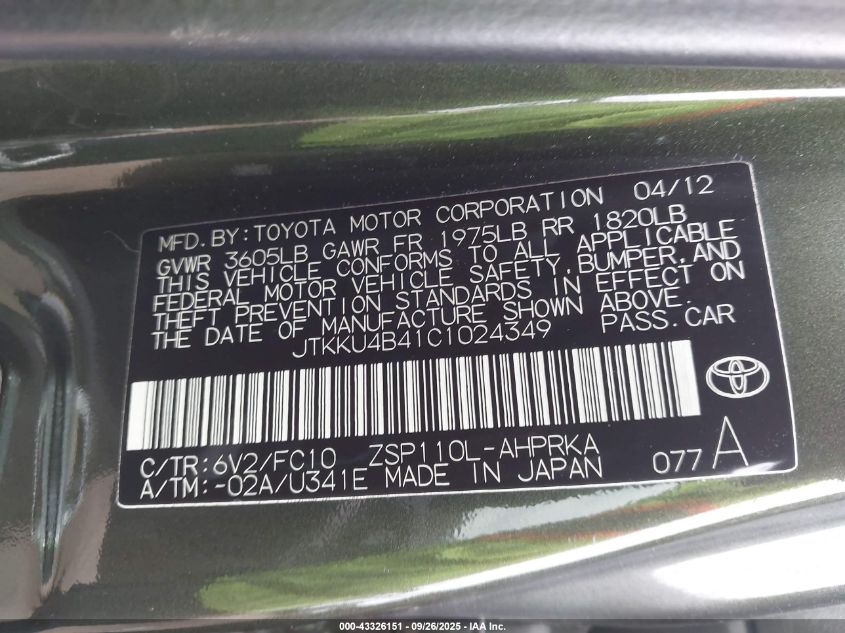 MFD. BY: TOYOTA MOTOR CORPORATION 04/12
GVWR 3605LB GAWR FR 1975LB RR 1820LB
THIS VEHICLE CONFORMS TO ALL APPLICABLE
FEDERAL MOTOR VEHICLE SAFETY, BUMPER, AND
THEFT PREVENTION STANDARDS IN EFFECT ON
THE DATE OF MANUFACTURE SHOWN ABOVE.
JTKKU4B41C1024349 PASS. CAR
C/TR: 6V2/FC10 ZSP110L-AHPRKA
A/TM: -02A/U341E MADE IN JAPAN 077 A
000-43326151 - 09/26/2025 - IAA Inc.